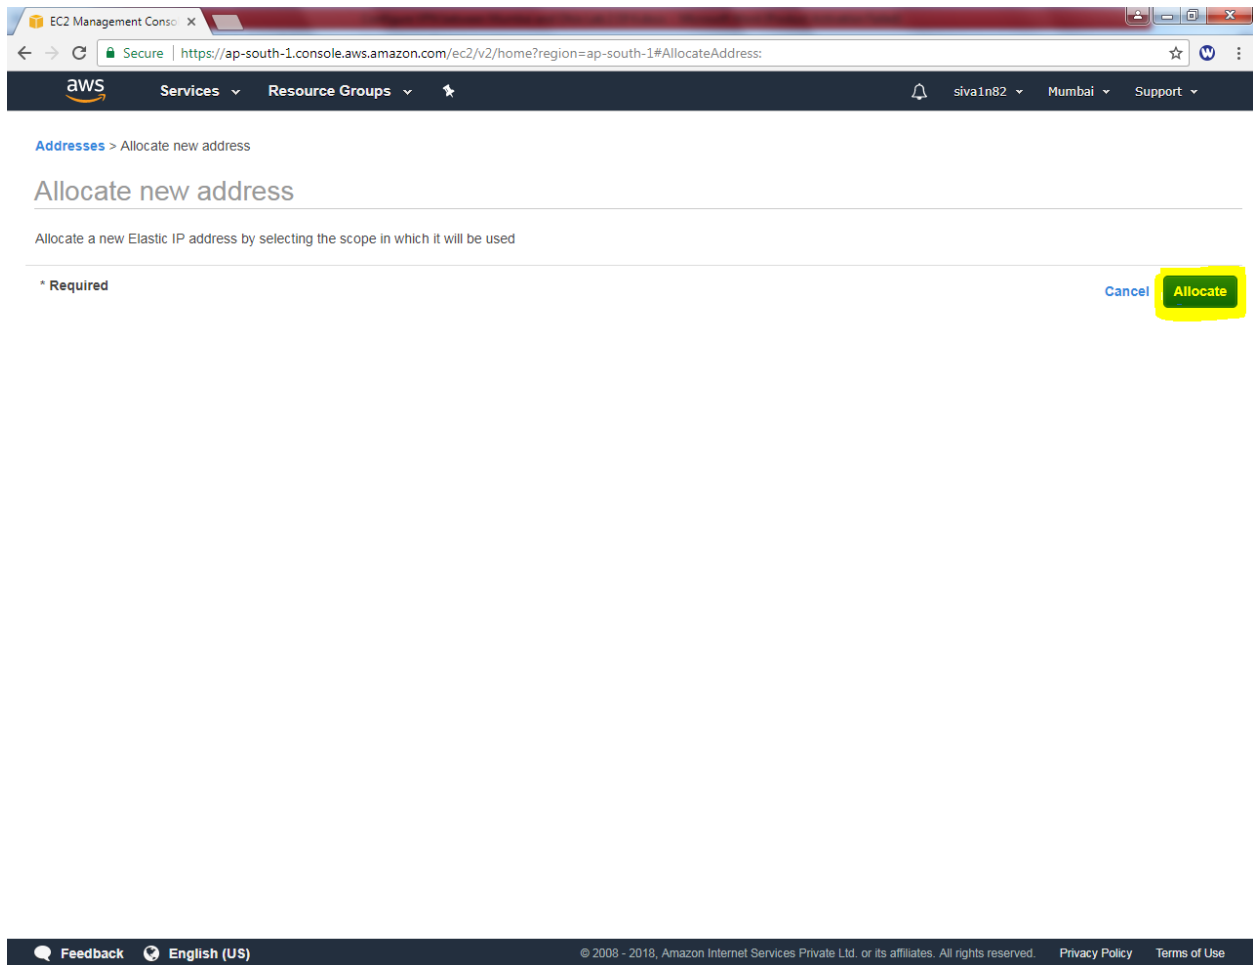 EC2 Management Conso
Secure | https://ap-south-1.console.aws.amazon.com/ec2/v2/home?region=ap-south-1#AllocateAddress:
aws Services Resource Groups siva1n82 Mumbai Support
Addresses > Allocate new address
Allocate new address
Allocate a new Elastic IP address by selecting the scope in which it will be used
* Required Cancel Allocate
Feedback English (US) © 2008 - 2018, Amazon Internet Services Private Ltd. or its affiliates. All rights reserved. Privacy Policy Terms of Use